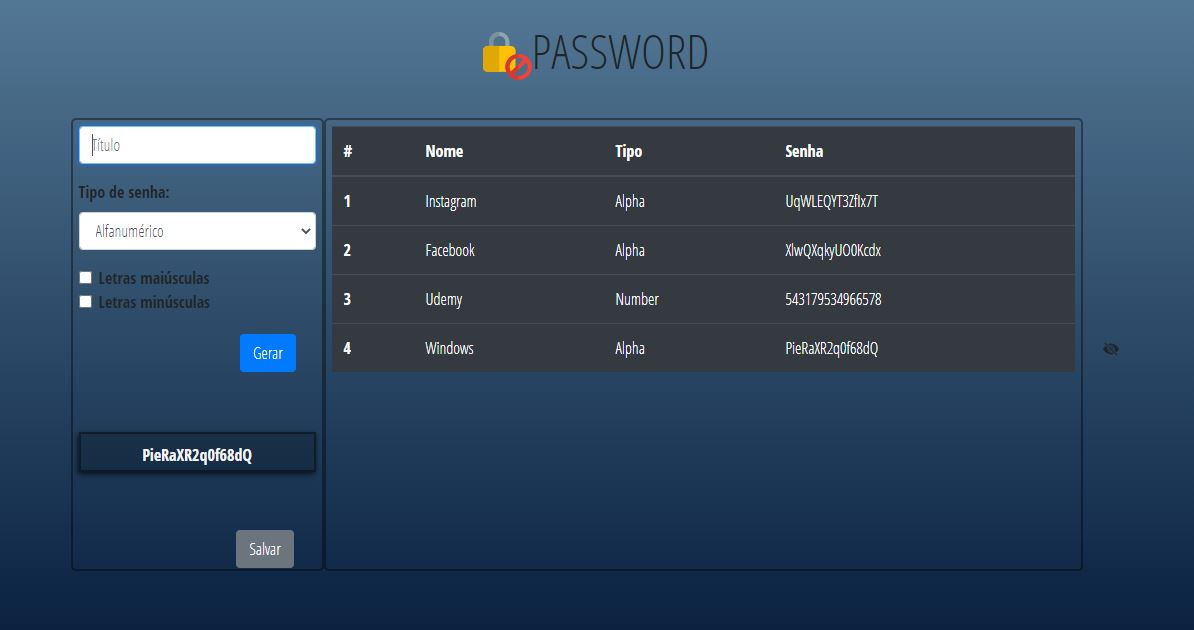 PASSWORD
Título
Tipo de senha:
Alfanumérico
Letras maiúsculas
Letras minúsculas
Gerar
PieRaXR2q0f68dQ
Salvar
# Nome Tipo Senha
1 Instagram Alpha UqWLEQYT3Zflx7T
2 Facebook Alpha XlwQXqkyUO0Kcdx
3 Udemy Number 543179534966578
4 Windows Alpha PieRaXR2q0f68dQ